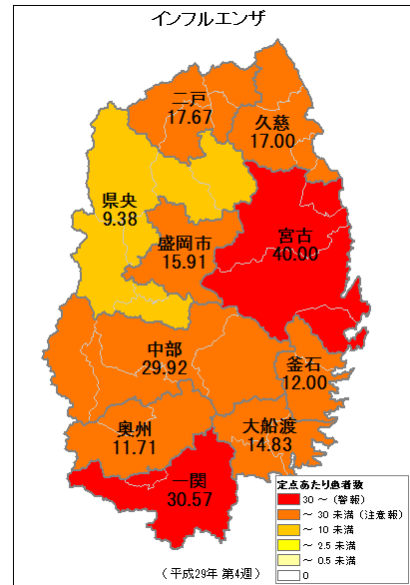 インフルエンザ
二戸
17.67
久慈
17.00
県央
9.38
盛岡市
15.91
宮古
40.00
中部
29.92
釜石
12.00
奥州
11.71
大船渡
14.83
一関
30.57
定点あたり患者数
30 ～ (警報)
～ 30 未満 (注意報)
～ 10 未満
～ 2.5 未満
～ 0.5 未満
0
(平成29年 第4週)